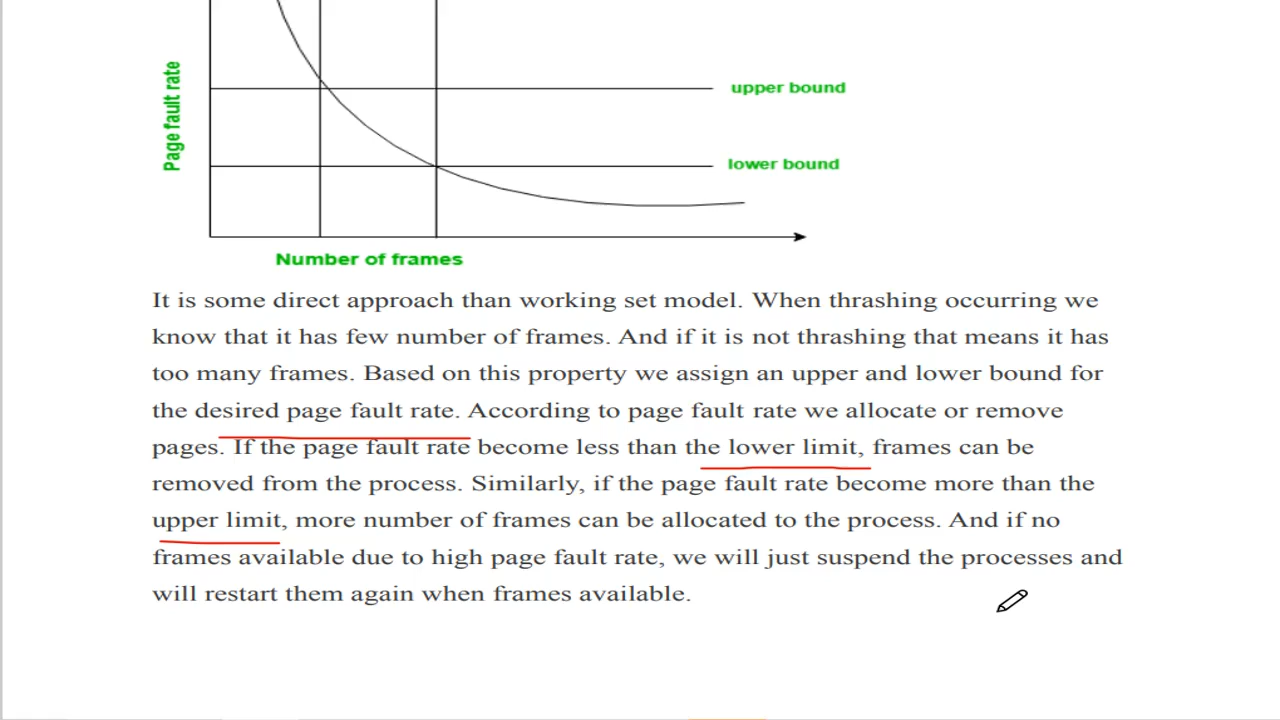 Page fault rate
upper bound
lower bound
Number of frames
It is some direct approach than working set model. When thrashing occurring we
know that it has few number of frames. And if it is not thrashing that means it has
too many frames. Based on this property we assign an upper and lower bound for
the desired page fault rate. According to page fault rate we allocate or remove
pages. If the page fault rate become less than the lower limit, frames can be
removed from the process. Similarly, if the page fault rate become more than the
upper limit, more number of frames can be allocated to the process. And if no
frames available due to high page fault rate, we will just suspend the processes and
will restart them again when frames available.